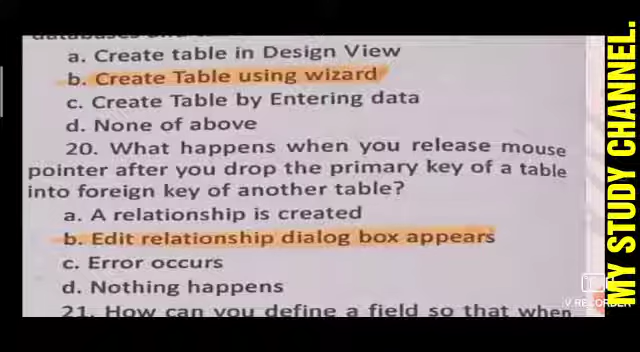 databases and
a. Create table in Design View
b. Create Table using wizard
c. Create Table by Entering data
d. None of above
20. What happens when you release mouse
pointer after you drop the primary key of a table
into foreign key of another table?
a. A relationship is created
b. Edit relationship dialog box appears
c. Error occurs
d. Nothing happens
21. How can you define a field so that when
MY STUDY CHANNEL.
V RECORDER